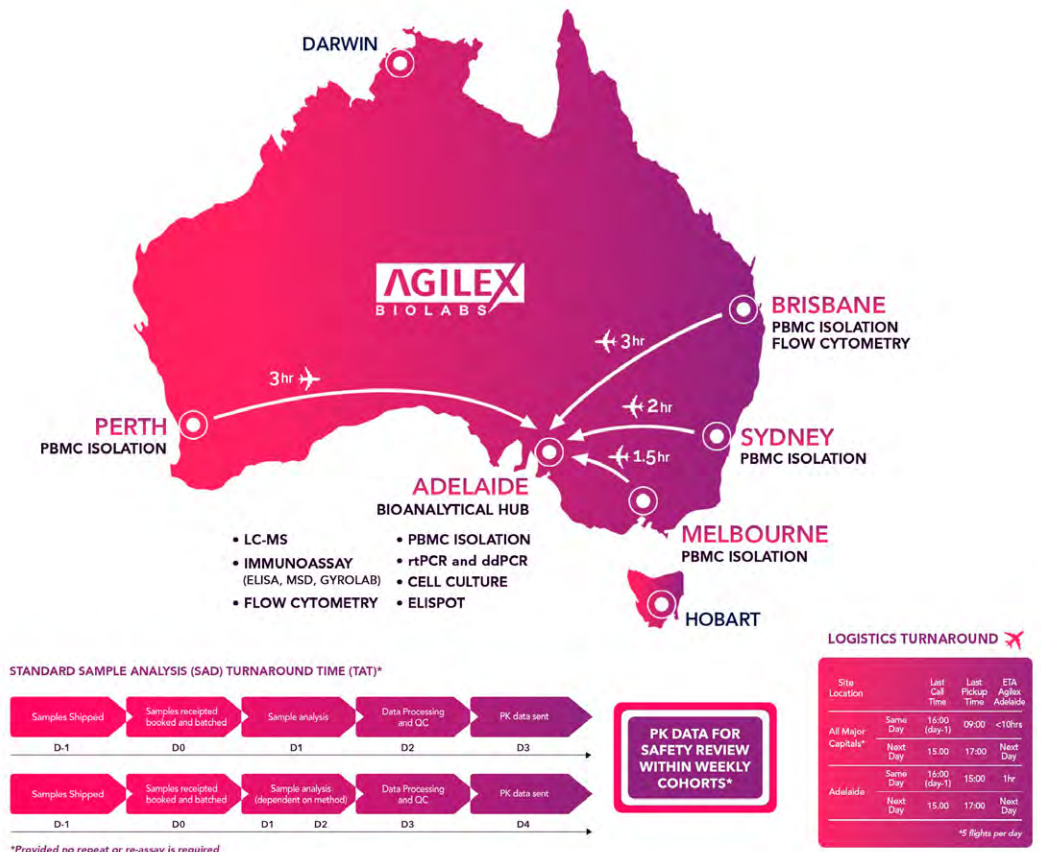 DARWIN
AGILEX
BIOLABS
BRISBANE
PBMC ISOLATION
FLOW CYTOMETRY
3hr
3hr
2hr
PERTH
PBMC ISOLATION
SYDNEY
PBMC ISOLATION
1.5hr
ADELAIDE
BIOANALYTICAL HUB
• LC-MS
• IMMUNOASSAY
(ELISA, MSD, GYROLAB)
• FLOW CYTOMETRY
• PBMC ISOLATION
• rtPCR and ddPCR
• CELL CULTURE
• ELISPOT
MELBOURNE
PBMC ISOLATION
HOBART
STANDARD SAMPLE ANALYSIS (SAD) TURNAROUND TIME (TAT)*
Samples Shipped
Samples receipted
booked and batched
Sample analysis
Data Processing
and QC
PK data sent
D-1 D0 D1 D2 D3
Samples Shipped
Samples receipted
booked and batched
Sample analysis
(dependent on method)
Data Processing
and QC
PK data sent
D-1 D0 D1 D2 D3 D4
*Provided no repeat or re-assay is required
PK DATA FOR
SAFETY REVIEW
WITHIN WEEKLY
COHORTS*
LOGISTICS TURNAROUND
Site
Location
Last
Call
Time
Last
Pickup
Time
ETA
Agilex
Adelaide
All Major
Capitals*
Same
Day
16:00
(day-1)
09:00
<10hrs
Next
Day
15.00
17:00
Next
Day
Adelaide
Same
Day
16:00
(day-1)
15:00
1hr
Next
Day
15.00
17:00
Next
Day
*5 flights per day